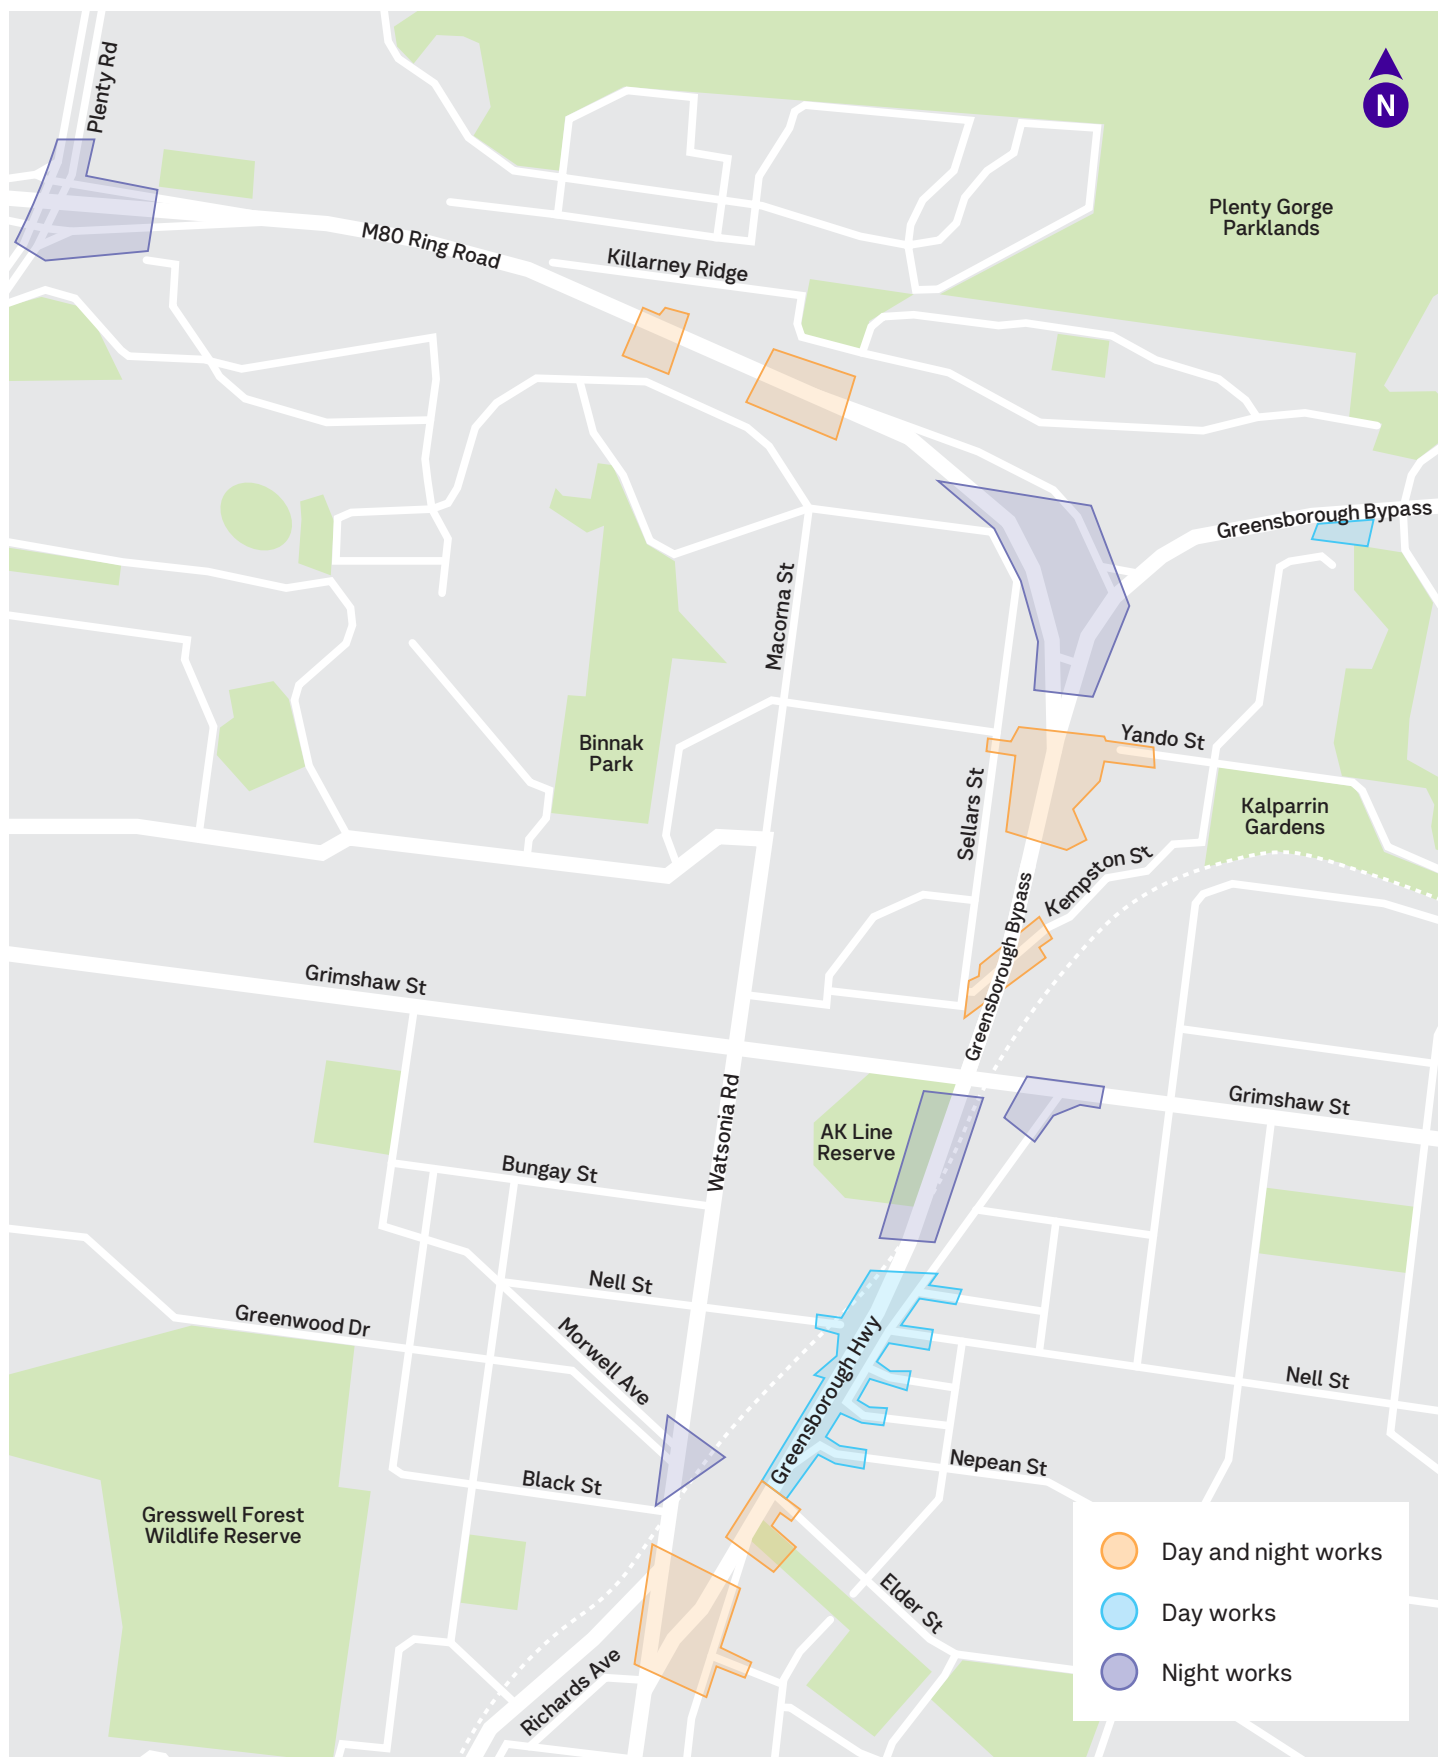 Plenty Rd
N
Plenty Gorge
Parklands
M80 Ring Road
Killarney Ridge
Greensborough Bypass
Macorna St
Yando St
Binnak
Park
Sellars St
Kalparrin
Gardens
Kempston St
Greensborough Bypass
Grimshaw St
Watsonia Rd
Grimshaw St
AK Line
Reserve
Bungay St
Nell St
Greenwood Dr
Morwell Ave
Greensborough Hwy
Nell St
Nepean St
Black St
Gresswell Forest
Wildlife Reserve
Elder St
Richards Ave
Day and night works
Day works
Night works